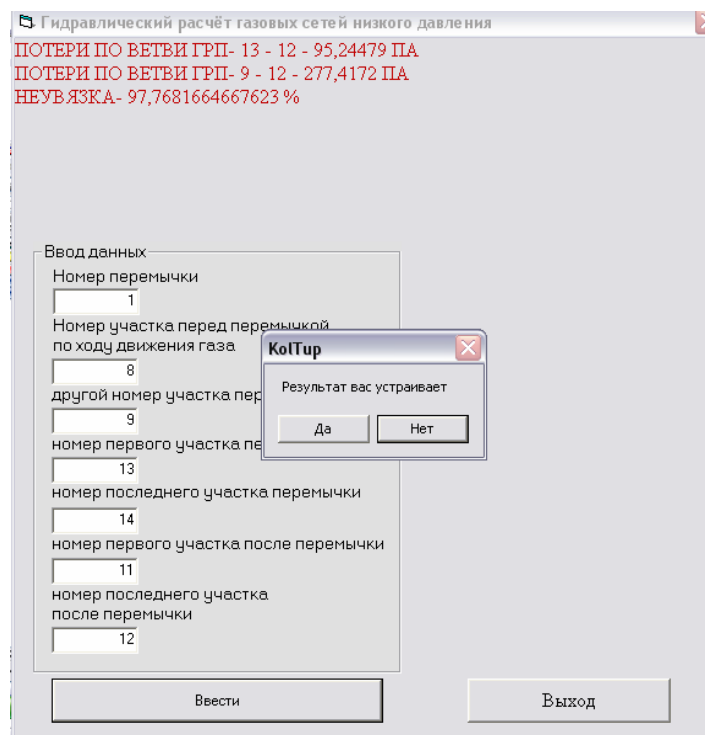 Гидравлический расчёт газовых сетей низкого давления
ПОТЕРИ ПО ВЕТВИ ГРП- 13 - 12 - 95,24479 ПА
ПОТЕРИ ПО ВЕТВИ ГРП- 9 - 12 - 277,4172 ПА
НЕУВЯЗКА- 97,7681664667623 %
Ввод данных
Номер перемычки
1
Номер участка перед перемычкой
по ходу движения газа
8
другой номер участка пер
9
номер первого участка пе
13
номер последнего участка перемычки
14
номер первого участка после перемычки
11
номер последнего участка
после перемычки
12
KolTup
Результат вас устраивает
Да
Нет
Ввести
Выход